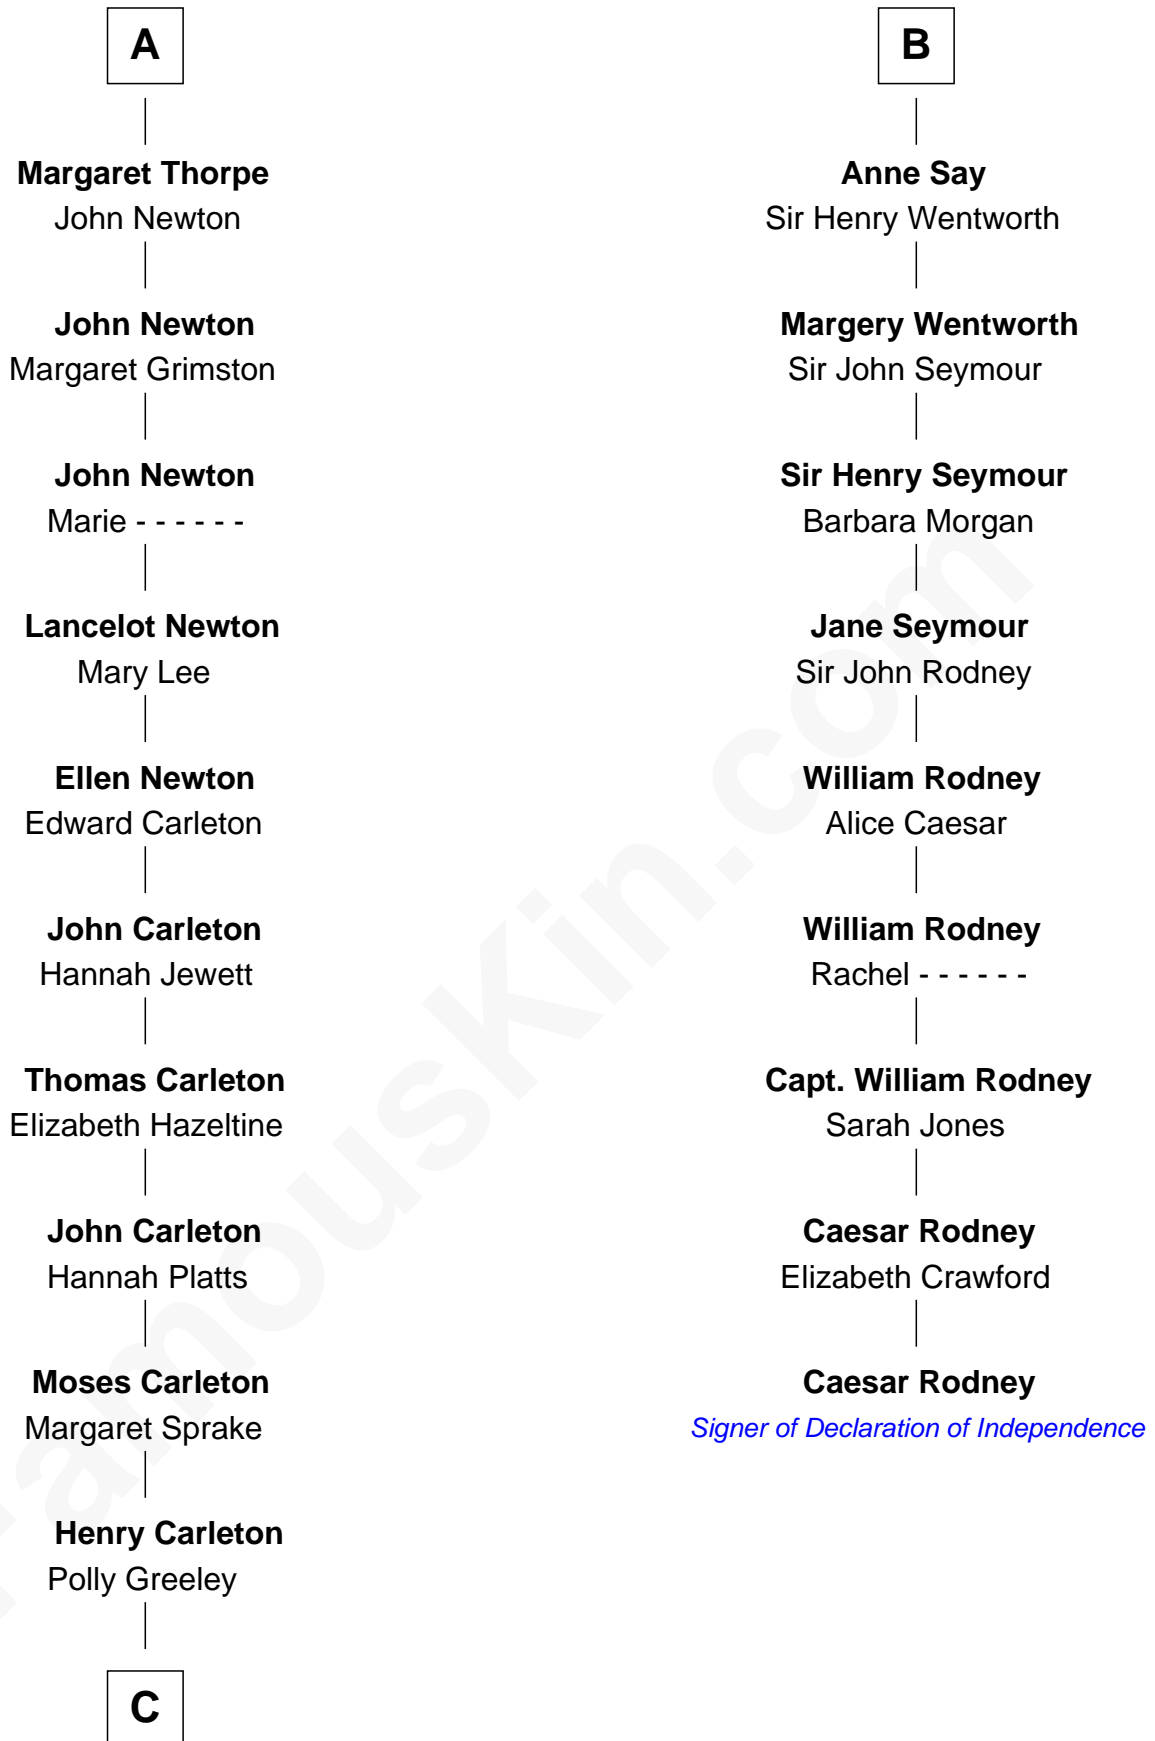 A
Margaret Thorpe
John Newton
John Newton
Margaret Grimston
John Newton
Marie - - - - - -
Lancelot Newton
Mary Lee
Ellen Newton
Edward Carleton
John Carleton
Hannah Jewett
Thomas Carleton
Elizabeth Hazeltine
John Carleton
Hannah Platts
Moses Carleton
Margaret Sprake
Henry Carleton
Polly Greeley
C
B
Anne Say
Sir Henry Wentworth
Margery Wentworth
Sir John Seymour
Sir Henry Seymour
Barbara Morgan
Jane Seymour
Sir John Rodney
William Rodney
Alice Caesar
William Rodney
Rachel - - - - - -
Capt. William Rodney
Sarah Jones
Caesar Rodney
Elizabeth Crawford
Caesar Rodney
Signer of Declaration of Independence
FamousKin.com